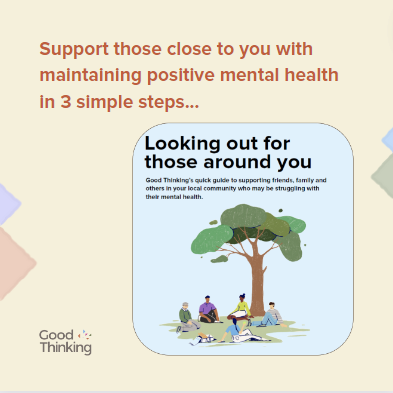 Support those close to you with
maintaining positive mental health
in 3 simple steps...
Looking out for
those around you
Good Thinking's quick guide to supporting friends, family and
others in your local community who may be struggling with
their mental health.
Good
Thinking